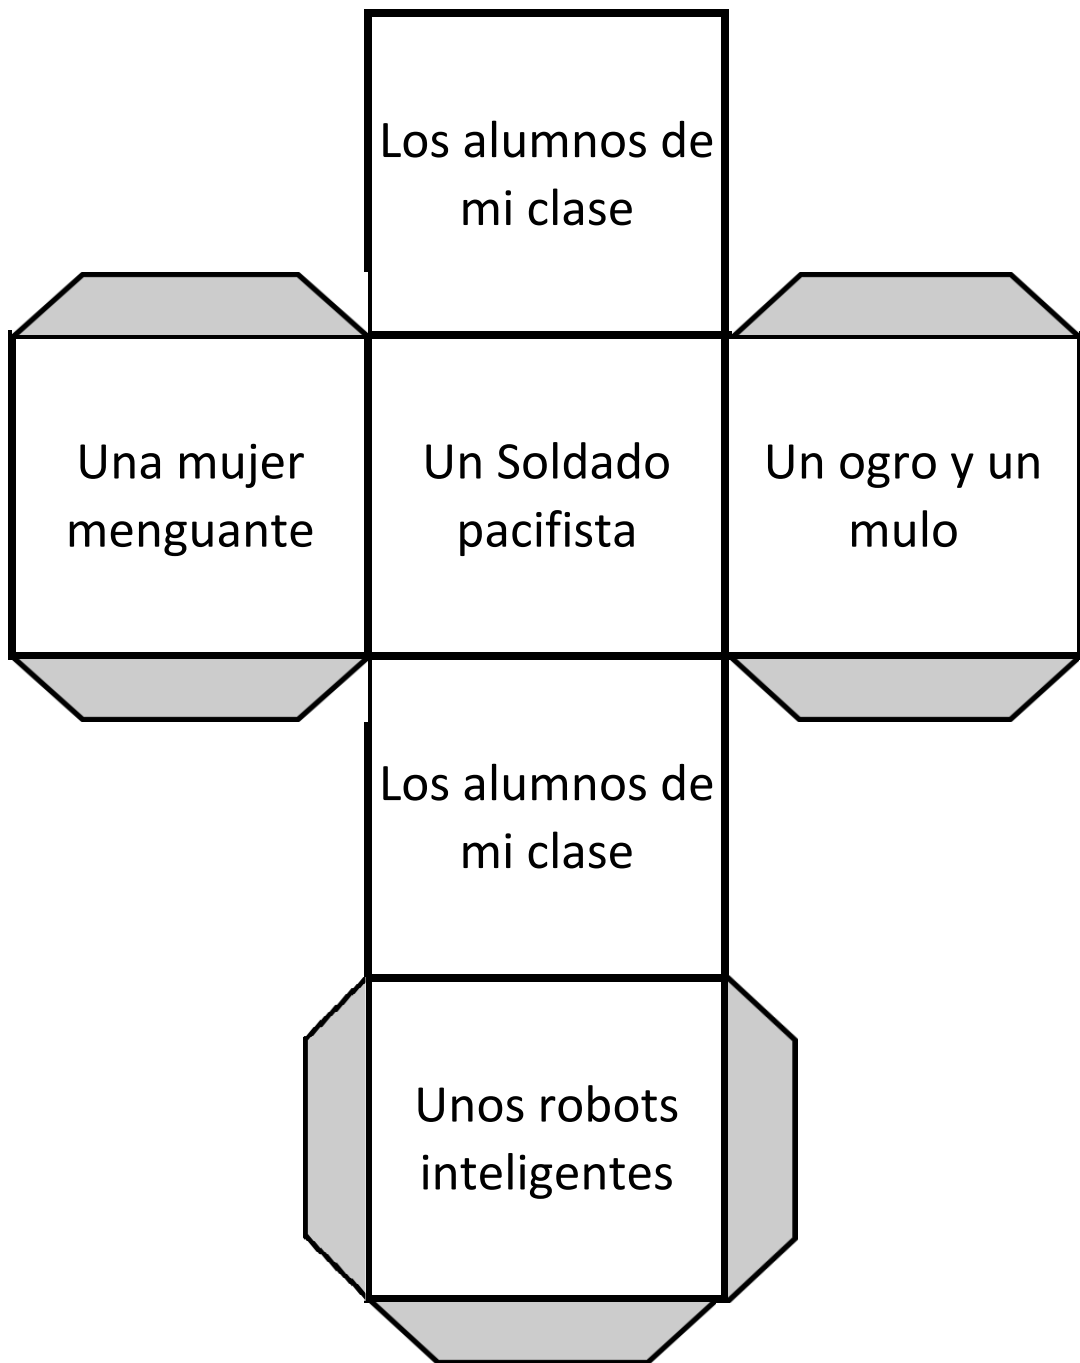 Los alumnos de
mi clase
Una mujer
menguante
Un Soldado
pacifista
Un ogro y un
mulo
Los alumnos de
mi clase
Unos robots
inteligentes